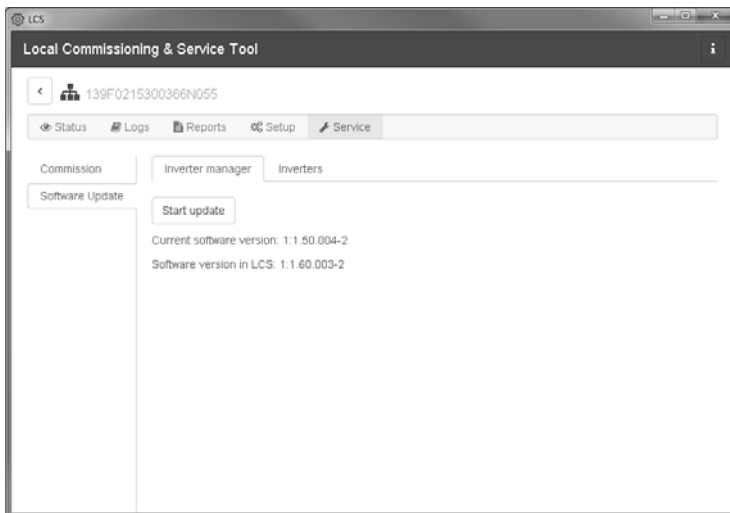 LCS
Local Commissioning & Service Tool
139F0215300366N055
Status Logs Reports Setup Service
Commission Inverter manager Inverters
Software Update
Start update
Current software version: 1:1.50.004-2
Software version in LCS: 1:1.60.003-2